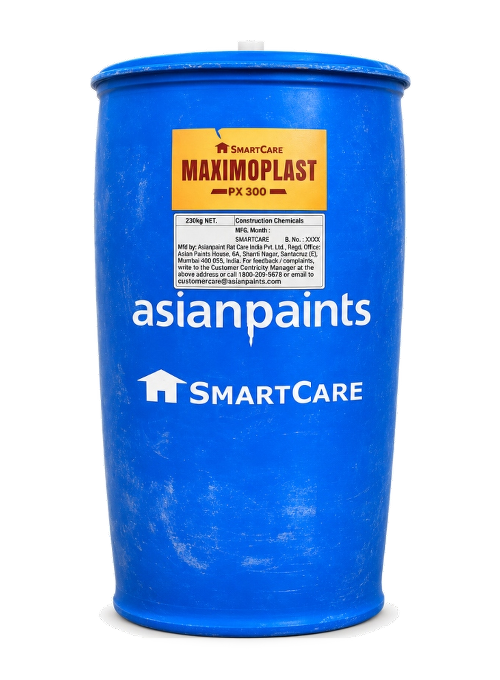 SMARTCARE
MAXIMOPLAST
PX 300
230kg NET. Construction Chemicals
MFG. Month :
SMARTCARE B. No. : XXXX
Mfd by: Asianpaint Rat Care India Pvt. Ltd., Regd. Office:
Asian Paints House, 6A, Sharni Nagar, Santacruz (E),
Mumbai 400 055, India. For feedback / complaints,
write to the Customer Centricity Manager at the
above address or call 1800-209-5678 or email to
customercare@asianpaints.com
asianpaints
SMARTCARE